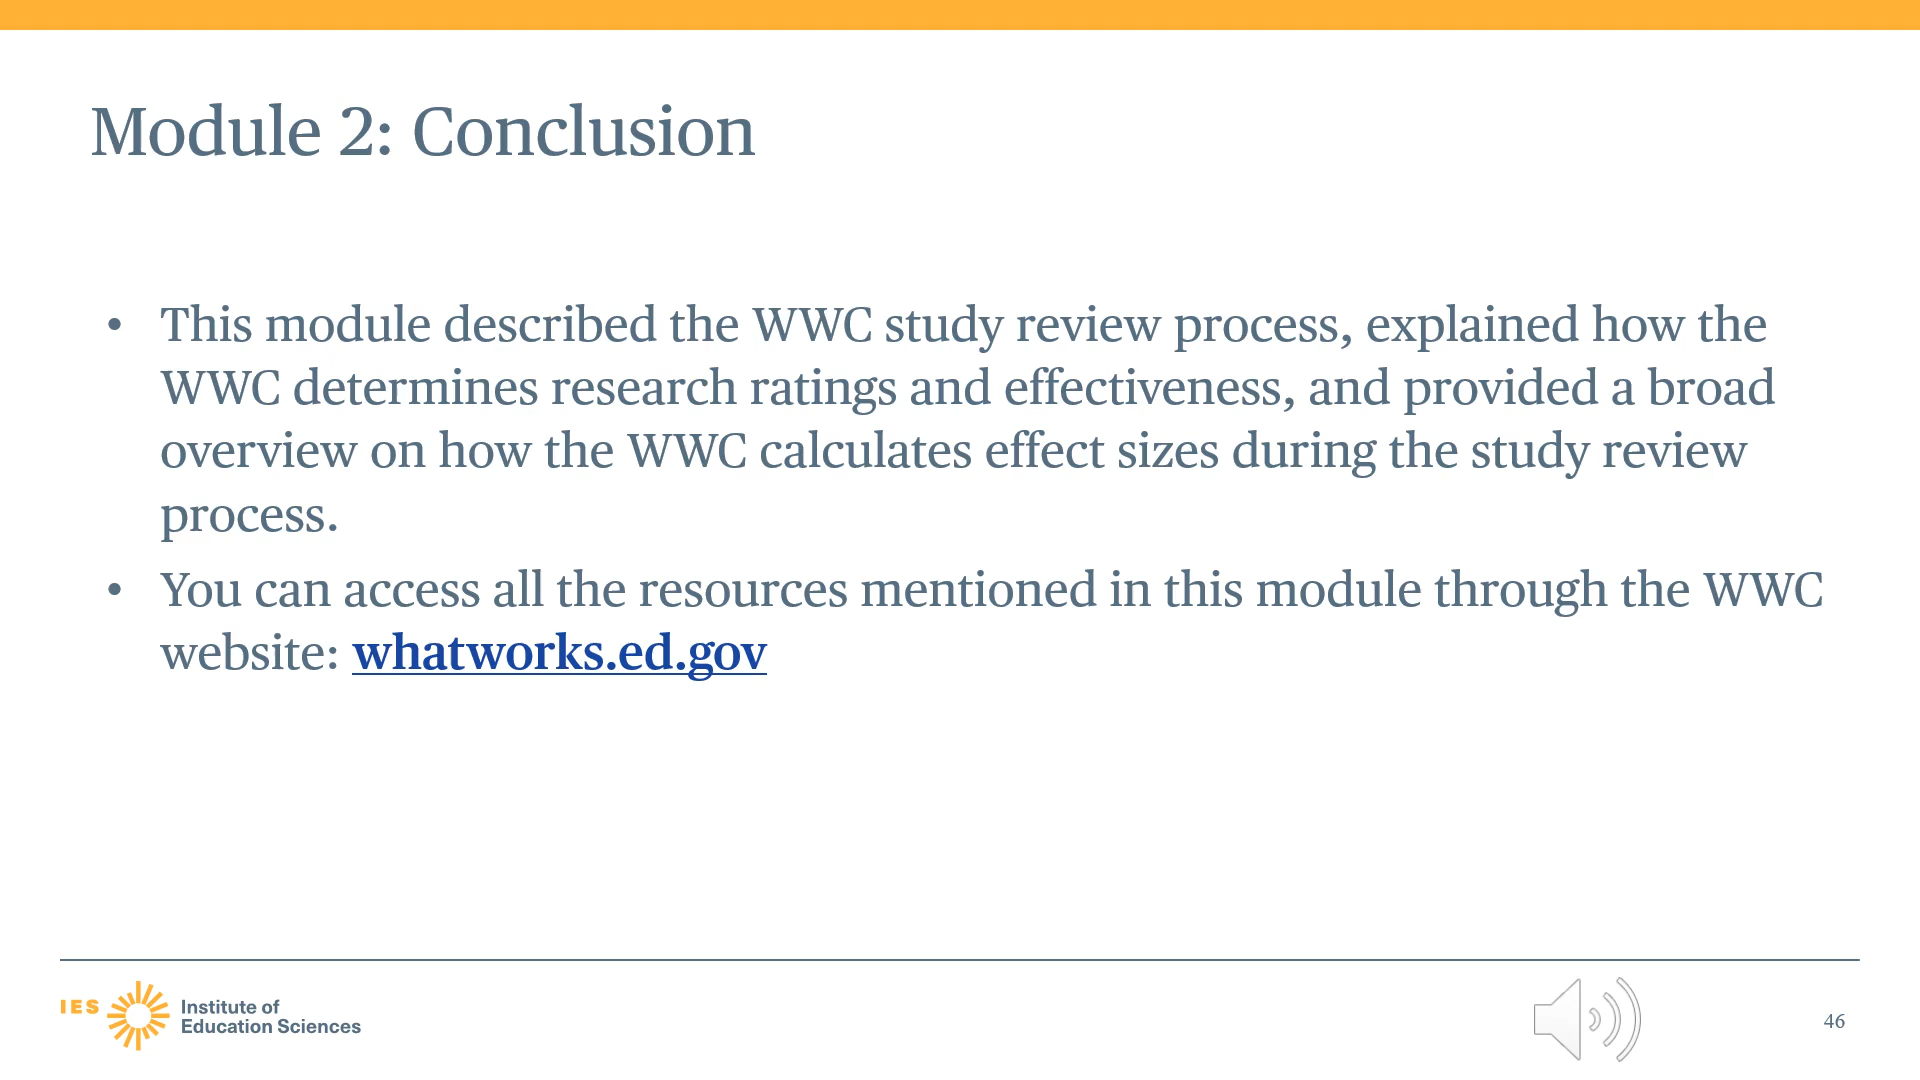 Module 2: Conclusion
• This module described the WWC study review process, explained how the
WWC determines research ratings and effectiveness, and provided a broad
overview on how the WWC calculates effect sizes during the study review
process.
• You can access all the resources mentioned in this module through the WWC
website: whatworks.ed.gov
IES
Institute of
Education Sciences
46